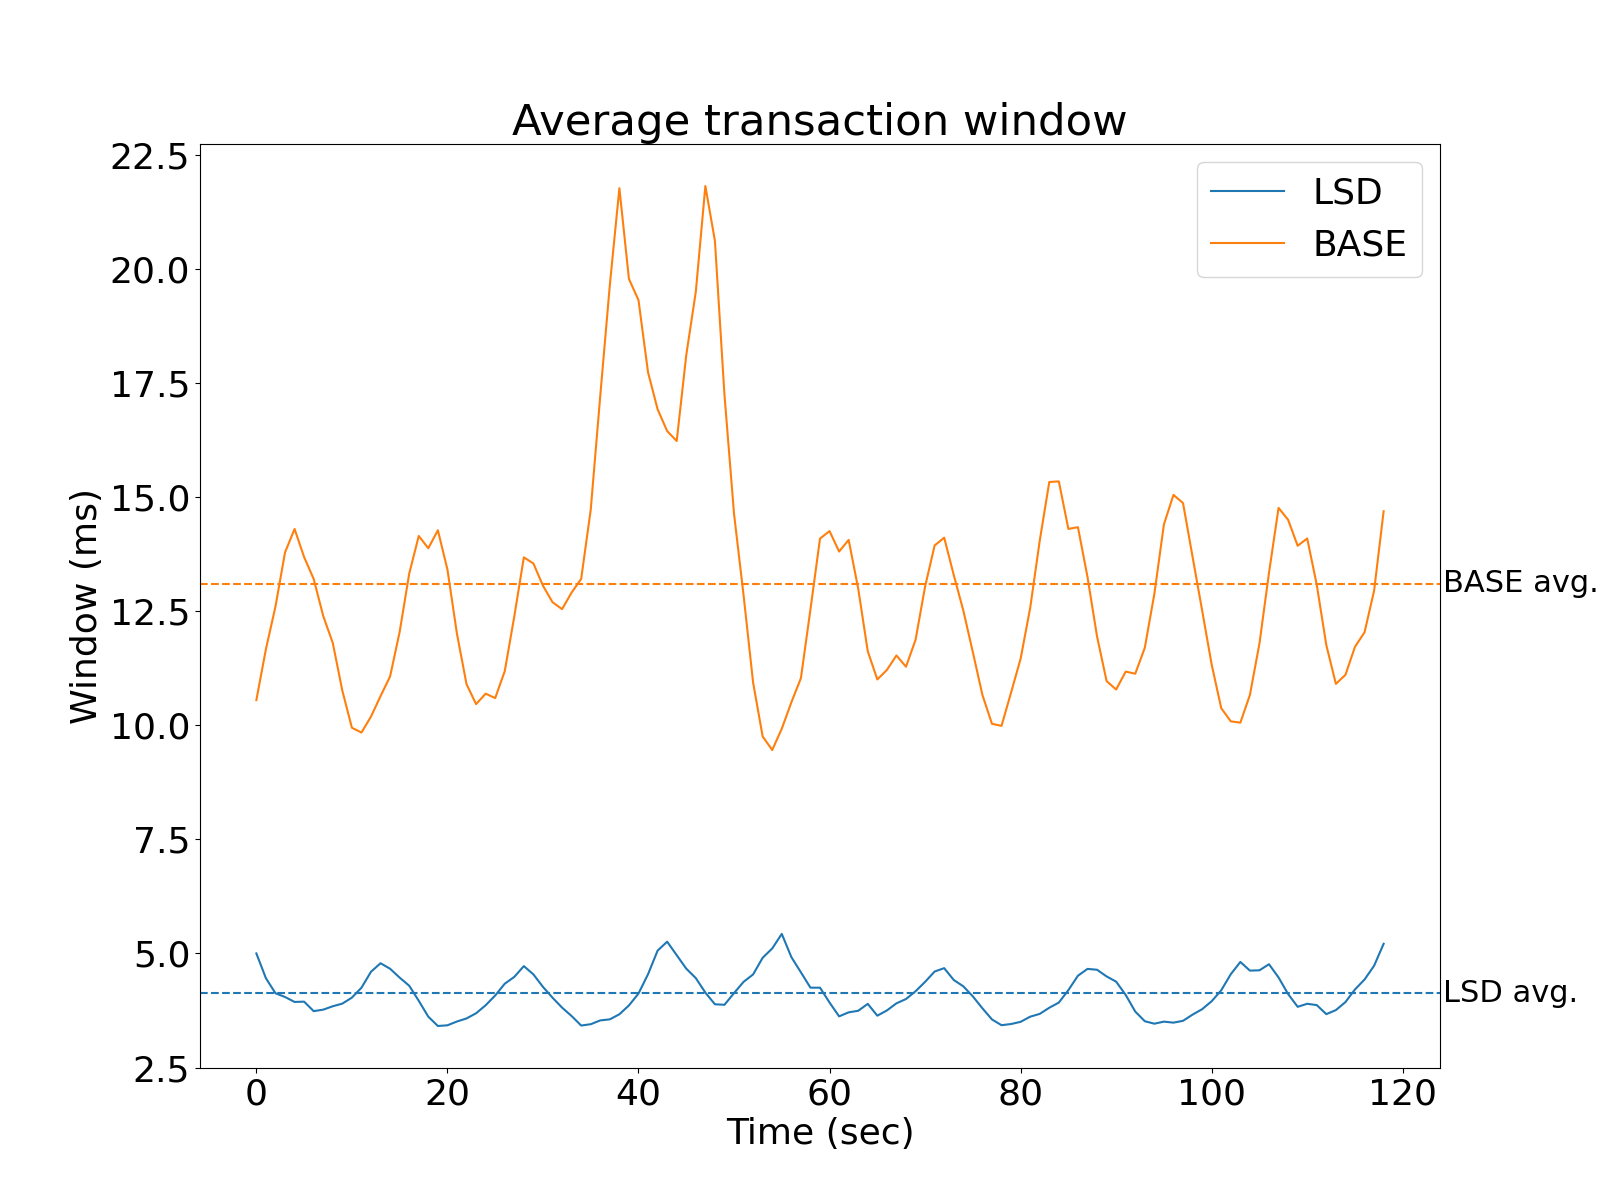 Average transaction window
22.5
20.0
17.5
15.0
12.5
10.0
7.5
5.0
2.5
Window (ms)
LSD
BASE
BASE avg.
LSD avg.
0 20 40 60 80 100 120
Time (sec)